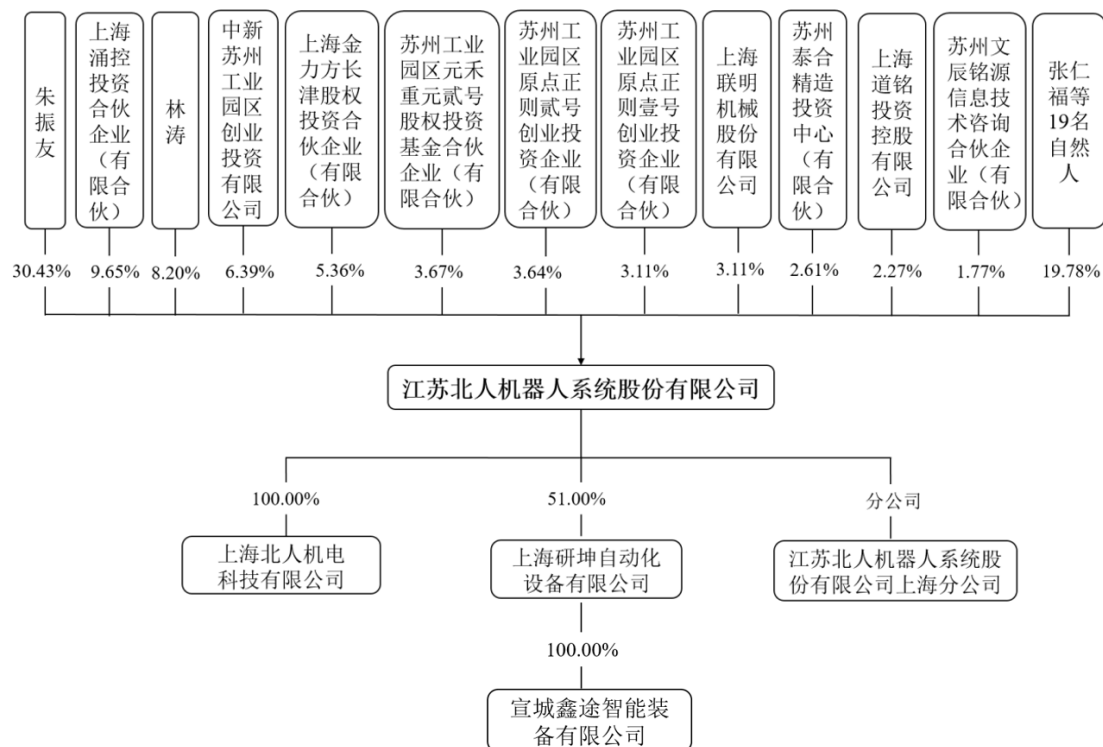 朱
振
友
上海
涌控
投资
合伙
企业
（有
限合
伙）
林
涛
中新
苏州
工业
园区
创业
投资
有限
公司
上海金
力方长
津股权
投资合
伙企业
（有限
合伙）
苏州工业
园区元禾
重元贰号
股权投资
基金合伙
企业（有
限合伙）
苏州工
业园区
原点正
则贰号
创业投
资企业
（有限
合伙）
苏州工
业园区
原点正
则壹号
创业投
资企业
（有限
合伙）
上海
联明
机械
股份
有限
公司
苏州
泰合
精造
投资
中心
（有
限合
伙）
上海
道铭
投资
控股
有限
公司
苏州文
辰铭源
信息技
术咨询
合伙企
业（有
限合伙）
张仁
福等
19名
自然
人
30.43%
9.65%
8.20%
6.39%
5.36%
3.67%
3.64%
3.11%
3.11%
2.61%
2.27%
1.77%
19.78%
江苏北人机器人系统股份有限公司
100.00%
51.00%
分公司
上海北人机电
科技有限公司
上海研坤自动化
设备有限公司
江苏北人机器人系统股
份有限公司上海分公司
100.00%
宣城鑫途智能装
备有限公司